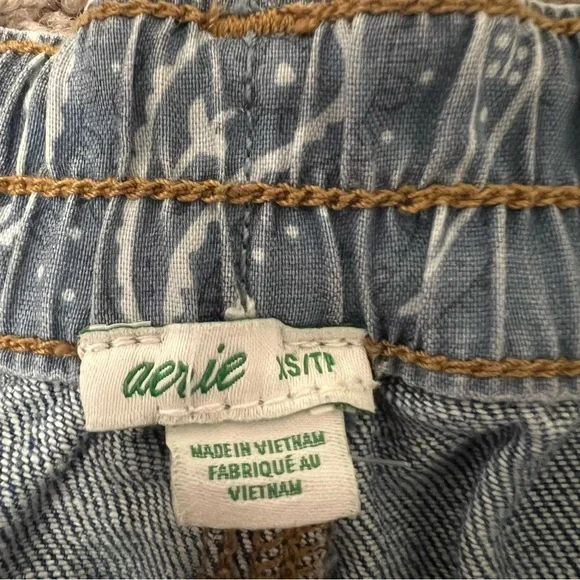 aerie XS/TP
MADE IN VIETNAM
FABRIQUÉ AU
VIETNAM